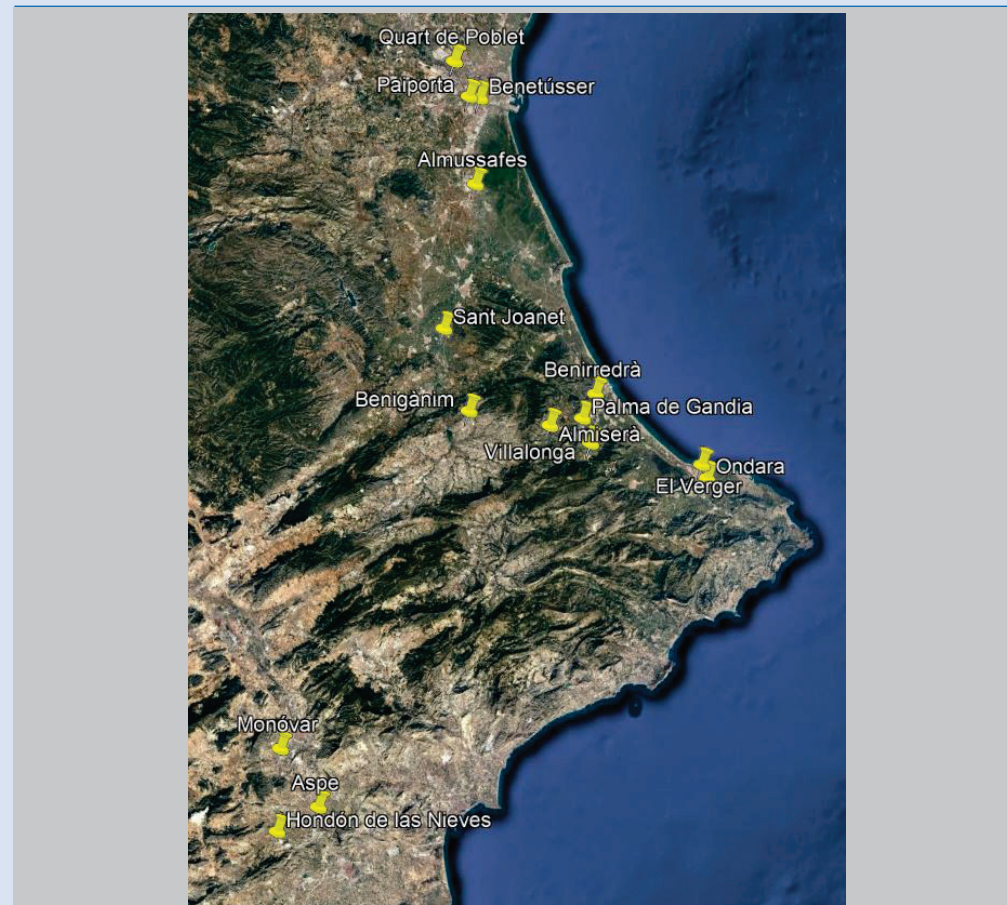 Quart de Poblet
Paiporta
Benetússer
Almussafes
Sant Joanet
Benirredrà
Benigànim
Palma de Gandia
Almiserà
Villalonga
Ondara
El Verger
Monóvar
Aspe
Hondón de las Nieves